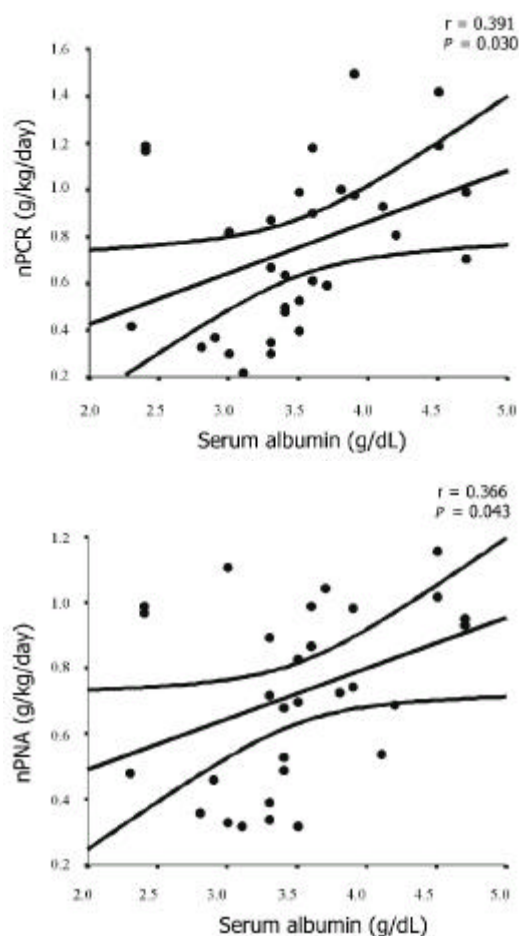 r = 0.391
P = 0.030
nPCR (g/kg/day)
1.6
1.4
1.2
1.0
0.8
0.6
0.4
0.2
2.0 2.5 3.0 3.5 4.0 4.5 5.0
Serum albumin (g/dL)
r = 0.366
P = 0.043
nPNA (g/kg/day)
1.2
1.0
0.8
0.6
0.4
0.2
2.0 2.5 3.0 3.5 4.0 4.5 5.0
Serum albumin (g/dL)